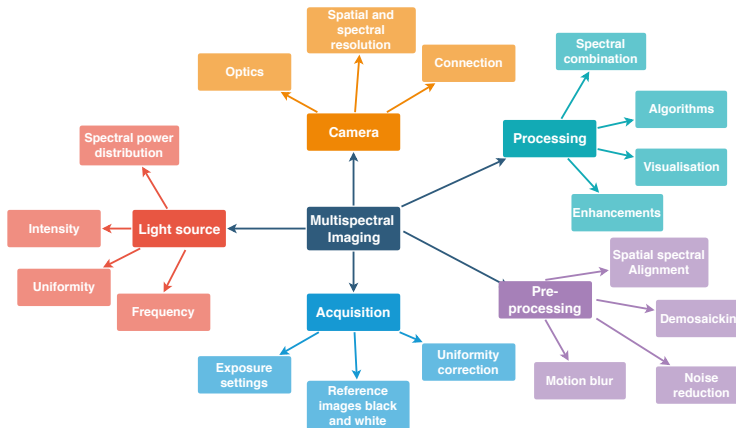 Spatial and
spectral
resolution
Optics
Connection
Camera
Spectral
combination
Algorithms
Processing
Visualisation
Enhancements
Spectral power
distribution
Intensity
Light source
Uniformity
Frequency
Multispectral
Imaging
Spatial spectral
Alignment
Pre-
processing
Demosaickin
Motion blur
Noise
reduction
Acquisition
Exposure
settings
Reference
images black
and white
Uniformity
correction